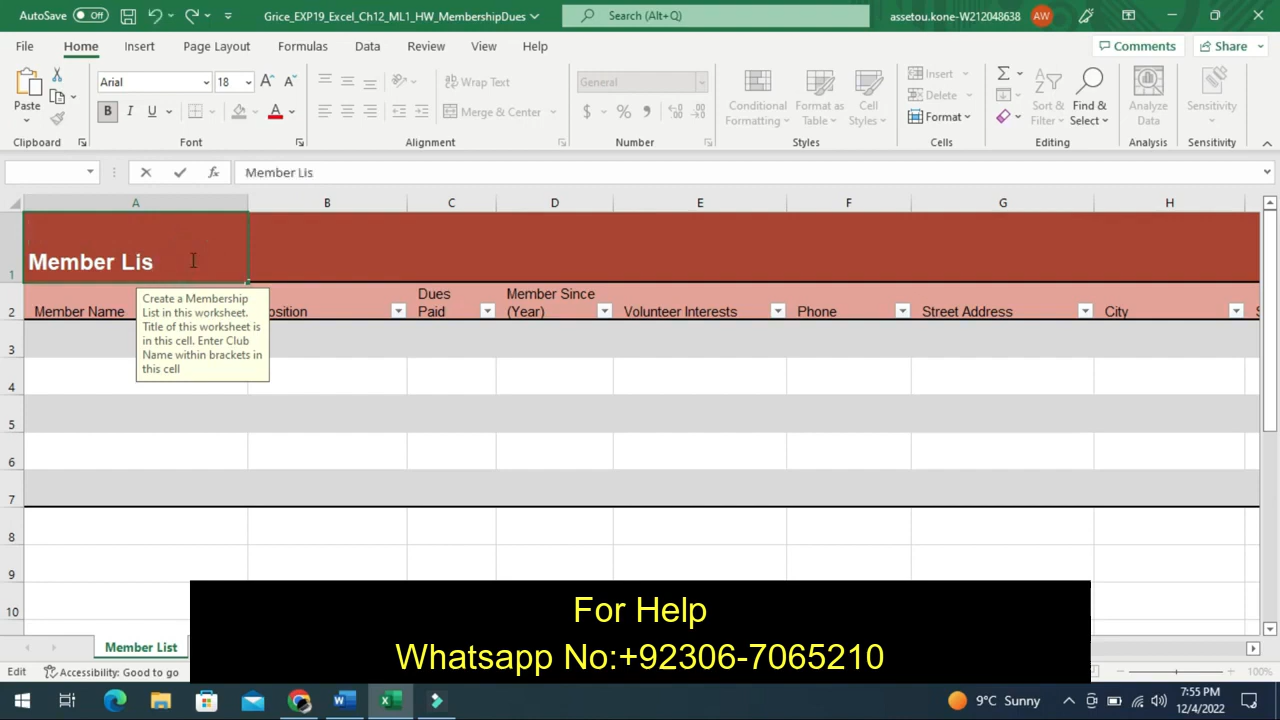 AutoSave Off Grice_EXP19_Excel_Ch12_ML1_HW_MembershipDues Search (Alt+Q) assetou.kone-W212048638 AW
File Home Insert Page Layout Formulas Data Review View Help Comments Share
Paste Arial 18 A A Wrap Text General Conditional Formatting Format as Table Cell Styles Insert Delete Format Sort & Filter Find & Select Analyze Data Sensitivity
B I U A Merge & Center $ %
Clipboard Font Alignment Number Styles Cells Editing Analysis Sensitivity
fx Member Lis
A B C D E F G H
1 Member Lis
2 Member Name osition Dues Paid Member Since (Year) Volunteer Interests Phone Street Address City
Create a Membership
List in this worksheet.
Title of this worksheet is
in this cell. Enter Club
Name within brackets in
this cell
3
4
5
6
7
8
9
10
For Help
Whatsapp No:+92306-7065210
Member List
Edit Accessibility: Good to go 100%
W 9°C Sunny 7:55 PM
12/4/2022